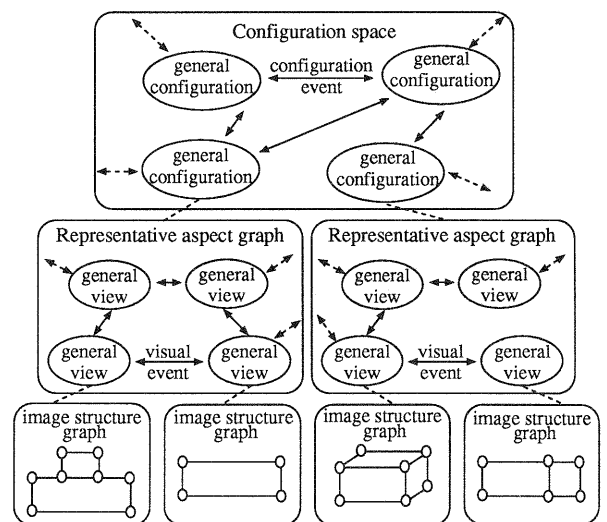 Configuration space
general
configuration
configuration
event
general
configuration
general
configuration
general
configuration
Representative aspect graph
general
view
general
view
general
view
visual
event
general
view
Representative aspect graph
general
view
general
view
general
view
visual
event
general
view
image structure
graph
image structure
graph
image structure
graph
image structure
graph